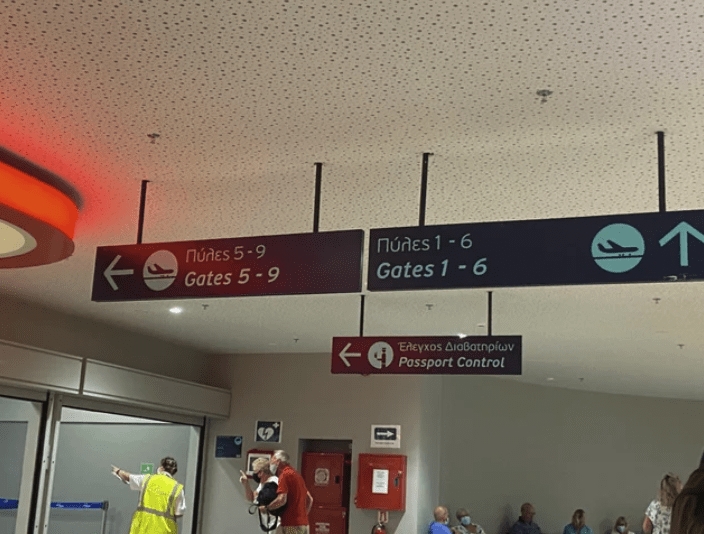 Πύλες 5 - 9
Gates 5 - 9
Πύλες 1 - 6
Gates 1 - 6
Έλεγχος Διαβατηρίων
Passport Control